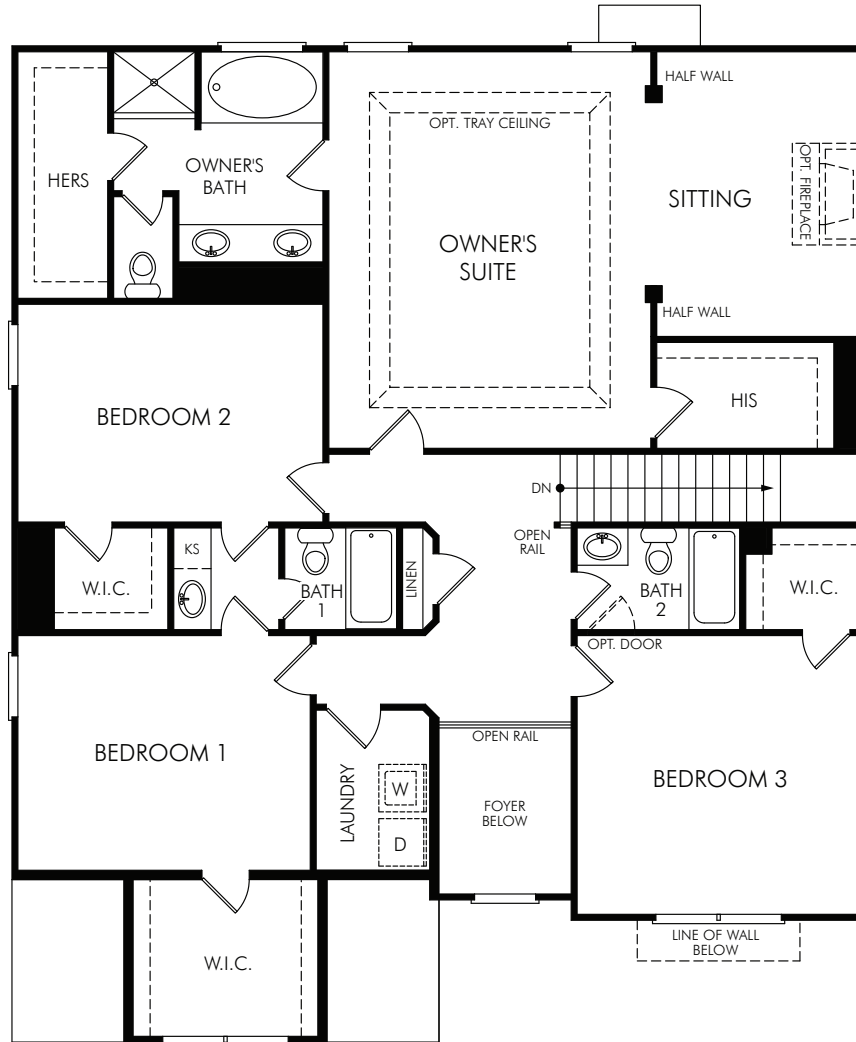 HALF WALL
OPT. TRAY CEILING
HERS
OWNER'S
BATH
OPT. FIREPLACE
SITTING
OWNER'S
SUITE
HALF WALL
HIS
BEDROOM 2
DN
OPEN
RAIL
KS
W.I.C.
BATH
1
LINEN
BATH
2
W.I.C.
OPT. DOOR
BEDROOM 1
OPEN RAIL
LAUNDRY
W
D
FOYER
BELOW
BEDROOM 3
LINE OF WALL
BELOW
W.I.C.